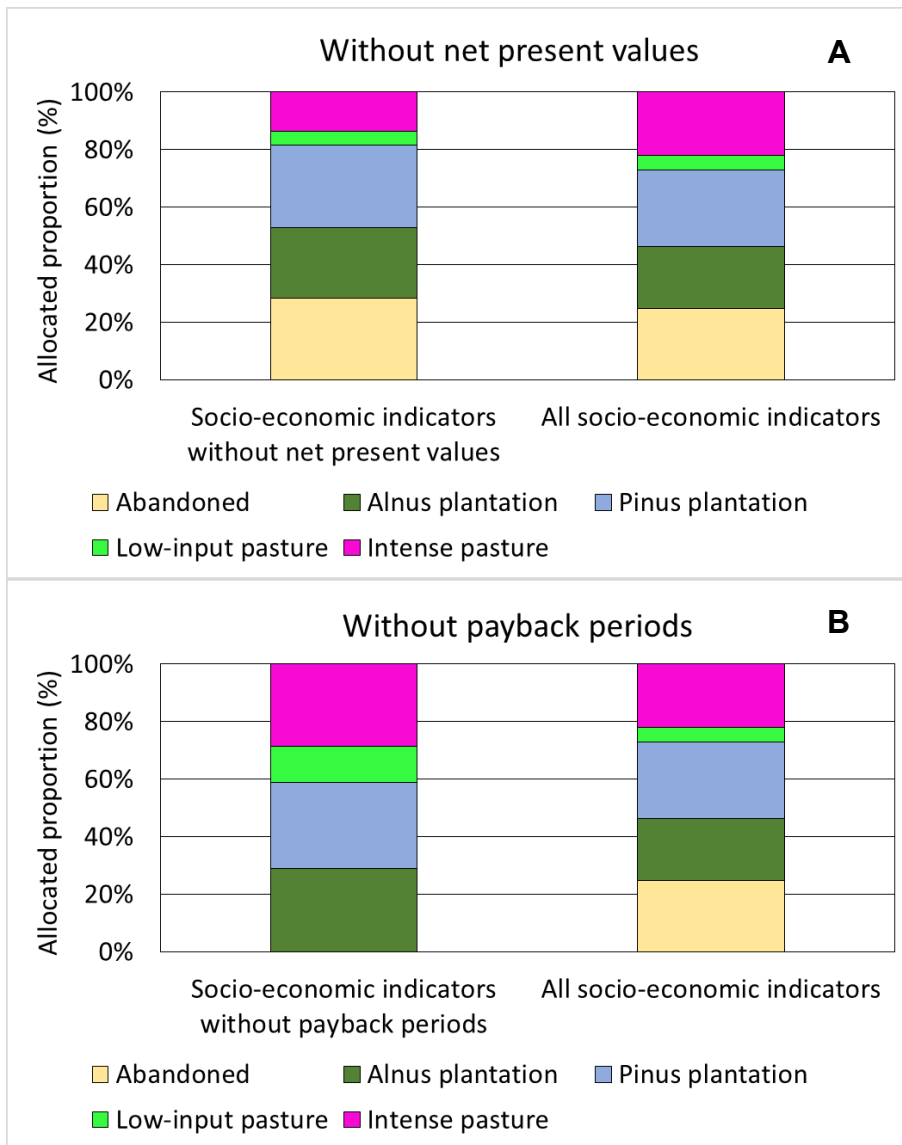 Without net present values
A
Allocated proportion (%)
100%
80%
60%
40%
20%
0%
Socio-economic indicators
without net present values
All socio-economic indicators
Abandoned
Alnus plantation
Pinus plantation
Low-input pasture
Intense pasture
Without payback periods
B
Allocated proportion (%)
100%
80%
60%
40%
20%
0%
Socio-economic indicators
without payback periods
All socio-economic indicators
Abandoned
Alnus plantation
Pinus plantation
Low-input pasture
Intense pasture